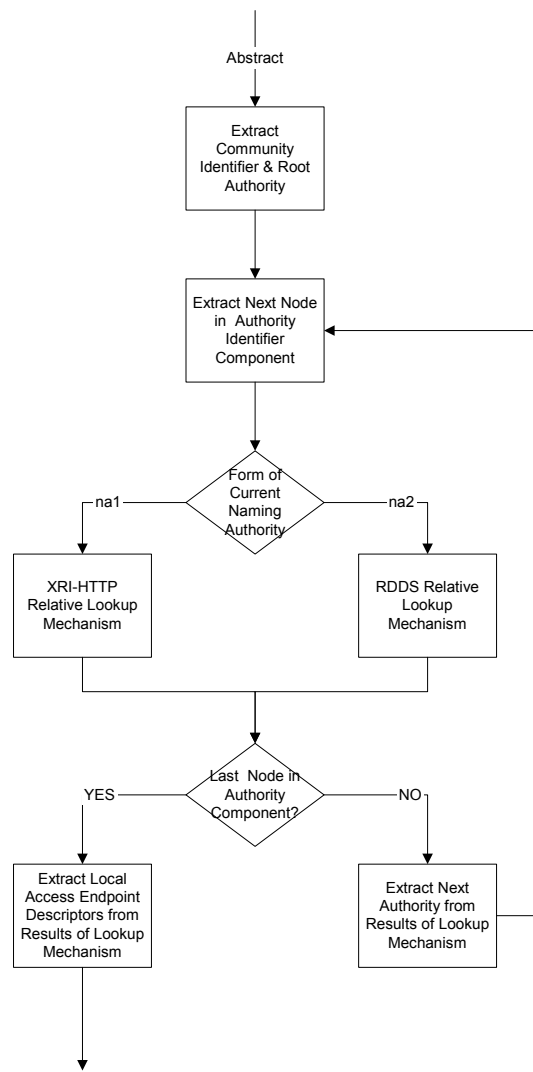 Abstract
Extract
Community
Identifier & Root
Authority
Extract Next Node
in Authority
Identifier
Component
Form of
Current
Naming
Authority
na1
na2
XRI-HTTP
Relative Lookup
Mechanism
RDDS Relative
Lookup
Mechanism
Last Node in
Authority
Component?
YES
NO
Extract Local
Access Endpoint
Descriptors from
Results of Lookup
Mechanism
Extract Next
Authority from
Results of Lookup
Mechanism